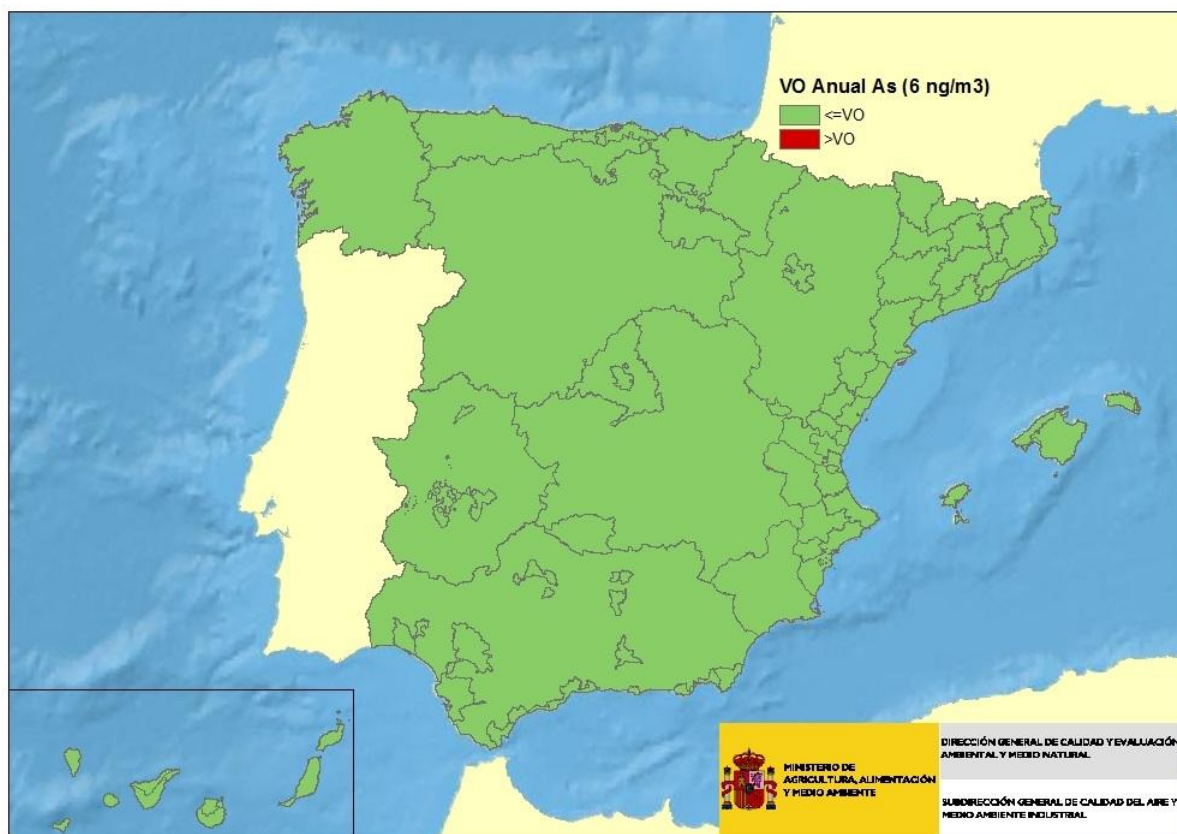 VO Anual As (6 ng/m3)
<=VO
>VO
MINISTERIO DE
AGRICULTURA, ALIMENTACIÓN
Y MEDIO AMBIENTE
DIRECCIÓN GENERAL DE CALIDAD Y EVALUACIÓN
AMBIENTAL Y MEDIO NATURAL
SUBDIRECCIÓN GENERAL DE CALIDAD DEL AIRE Y
MEDIO AMBIENTE INDUSTRIAL